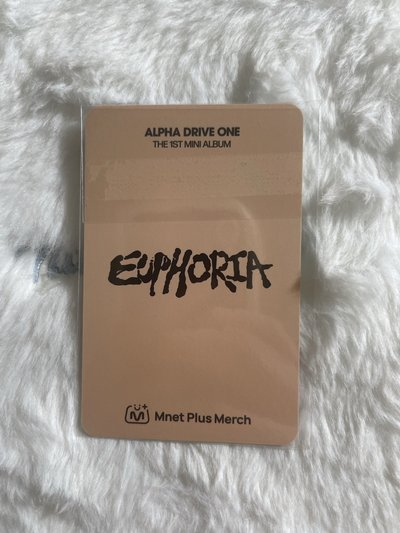 ALPHA DRIVE ONE
THE 1ST MINI ALBUM
EUPHORIA
M+ Mnet Plus Merch